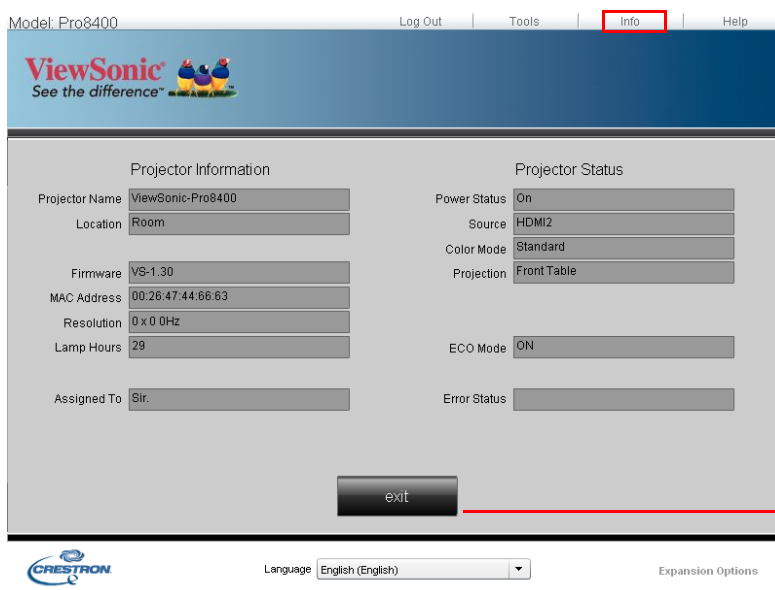 Model: Pro8400
Log Out
Tools
Info
Help
ViewSonic®
See the difference™
Projector Information
Projector Name ViewSonic-Pro8400
Location Room
Firmware VS-1.30
MAC Address 00:26:47:44:66:63
Resolution 0 x 0 0Hz
Lamp Hours 29
Assigned To Sir.
Projector Status
Power Status On
Source HDMI2
Color Mode Standard
Projection Front Table
ECO Mode ON
Error Status
exit
CRESTRON
Language English (English)
Expansion Options